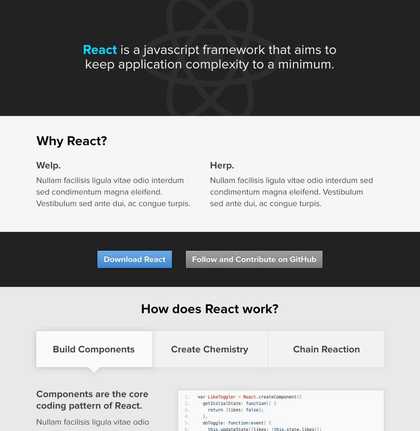 React is a javascript framework that aims to
keep application complexity to a minimum.
Why React?
Welp.
Nullam facilisis ligula vitae odio interdum
sed condimentum magna eleifend.
Vestibulum sed ante dui, ac congue turpis.
Herp.
Nullam facilisis ligula vitae odio interdum sed
condimentum magna eleifend. Vestibulum
sed ante dui, ac congue turpis.
Download React
Follow and Contribute on GitHub
How does React work?
Build Components
Create Chemistry
Chain Reaction
Components are the core
coding pattern of React.
Nullam facilisis ligula vitae odio
1. var LikeToggler = React.createComponent({
2. getInitialState: function() {
3. return {likes: false};
4. },
5. doToggle: function(event) {
this.updateState({likes: !this.state.likes});